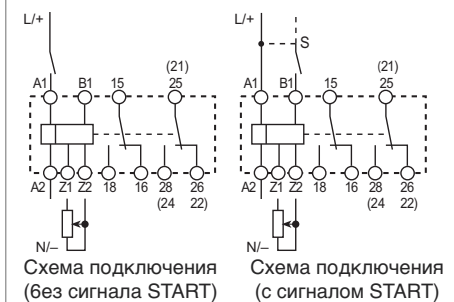 L/+ L/+
S
(21) (21)
A1 B1 15 25 A1 B1 15 25
A2 Z1 Z2 18 16 28 26 A2 Z1 Z2 18 16 28 26
(24 22) (24 22)
N/– N/–
Схема подключения Схема подключения
(без сигнала START) (с сигналом START)